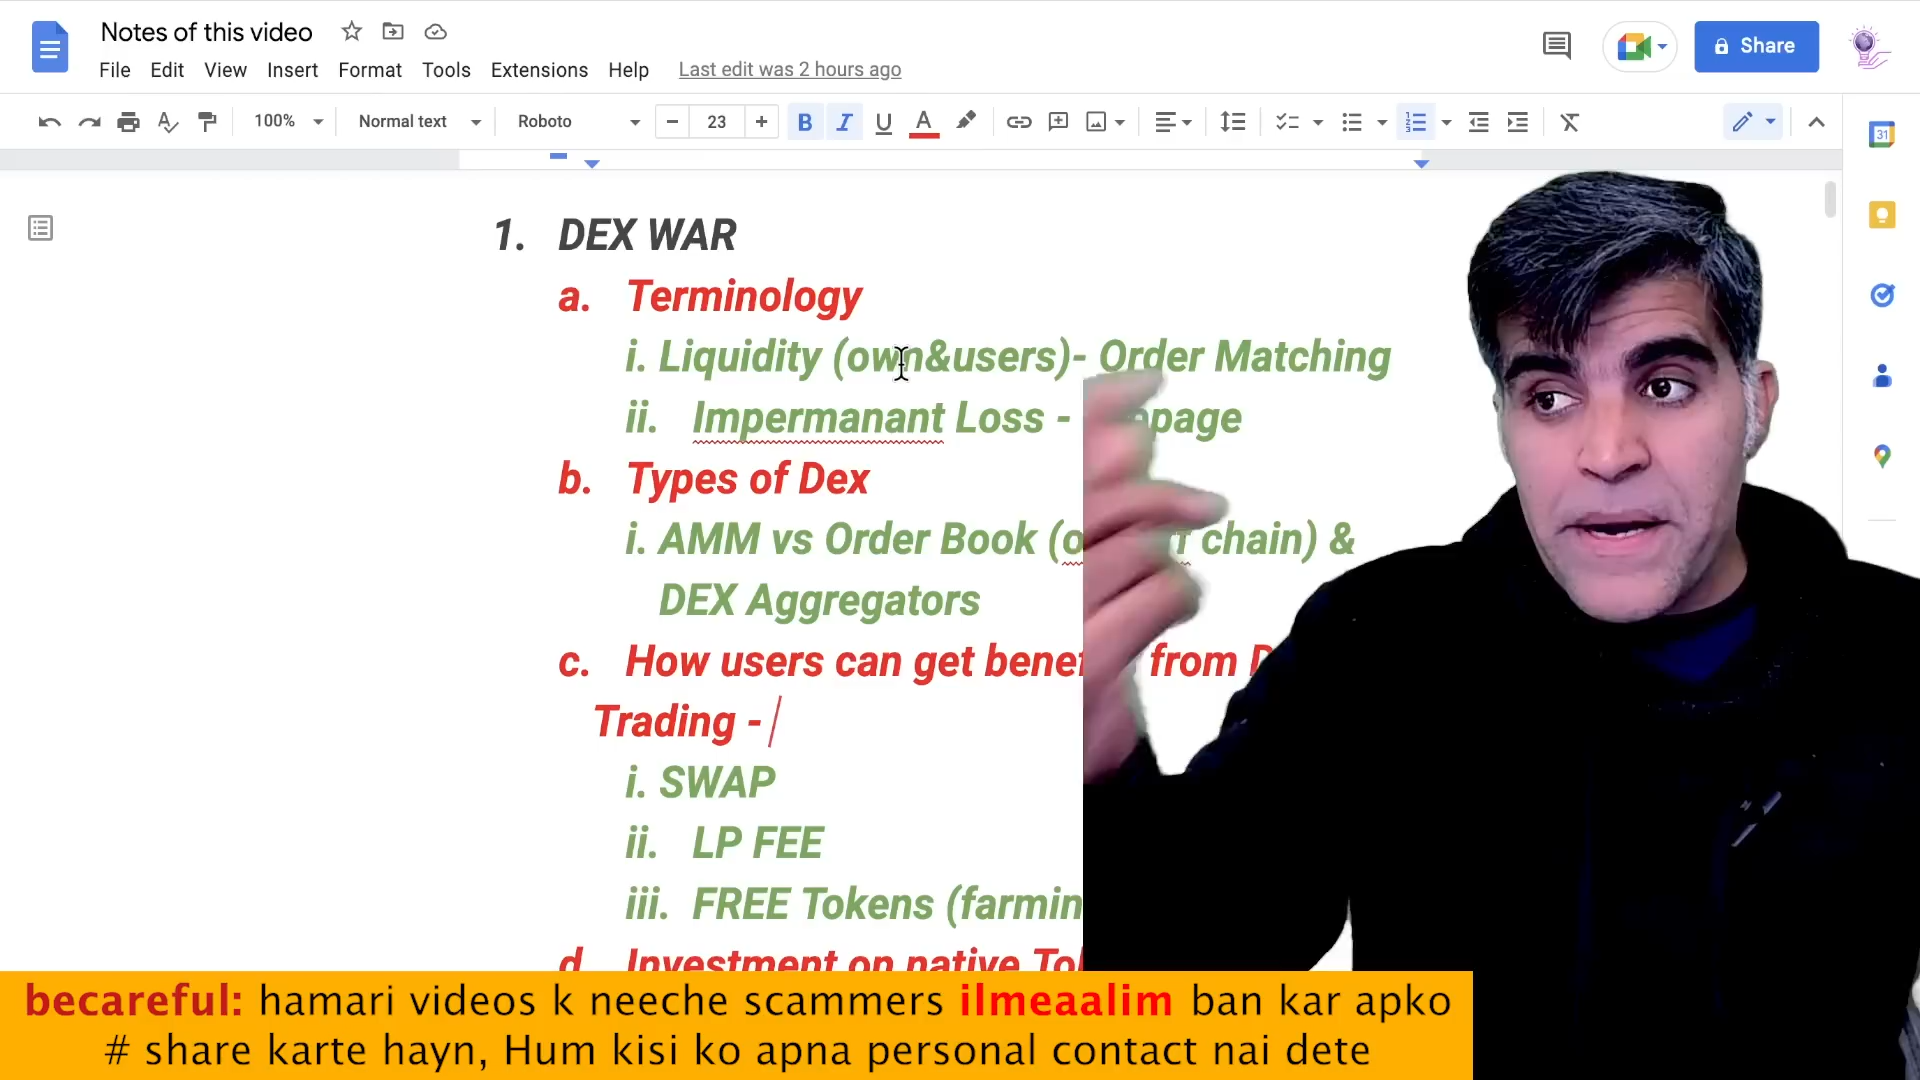 Notes of this video
File Edit View Insert Format Tools Extensions Help Last edit was 2 hours ago
Share
100% Normal text Roboto 23
31
1. DEX WAR
a. Terminology
i. Liquidity (own&users)- Order Matching
ii. Impermanant Loss -
b. Types of Dex
i. AMM vs Order Book ( chain) &
DEX Aggregators
c. How users can get from
Trading -
i. SWAP
ii. LP FEE
iii. FREE Tokens
d Investment on native
becareful: hamari videos k neeche scammers ilmeaalim ban kar apko
# share karte hayn, Hum kisi ko apna personal contact nai dete